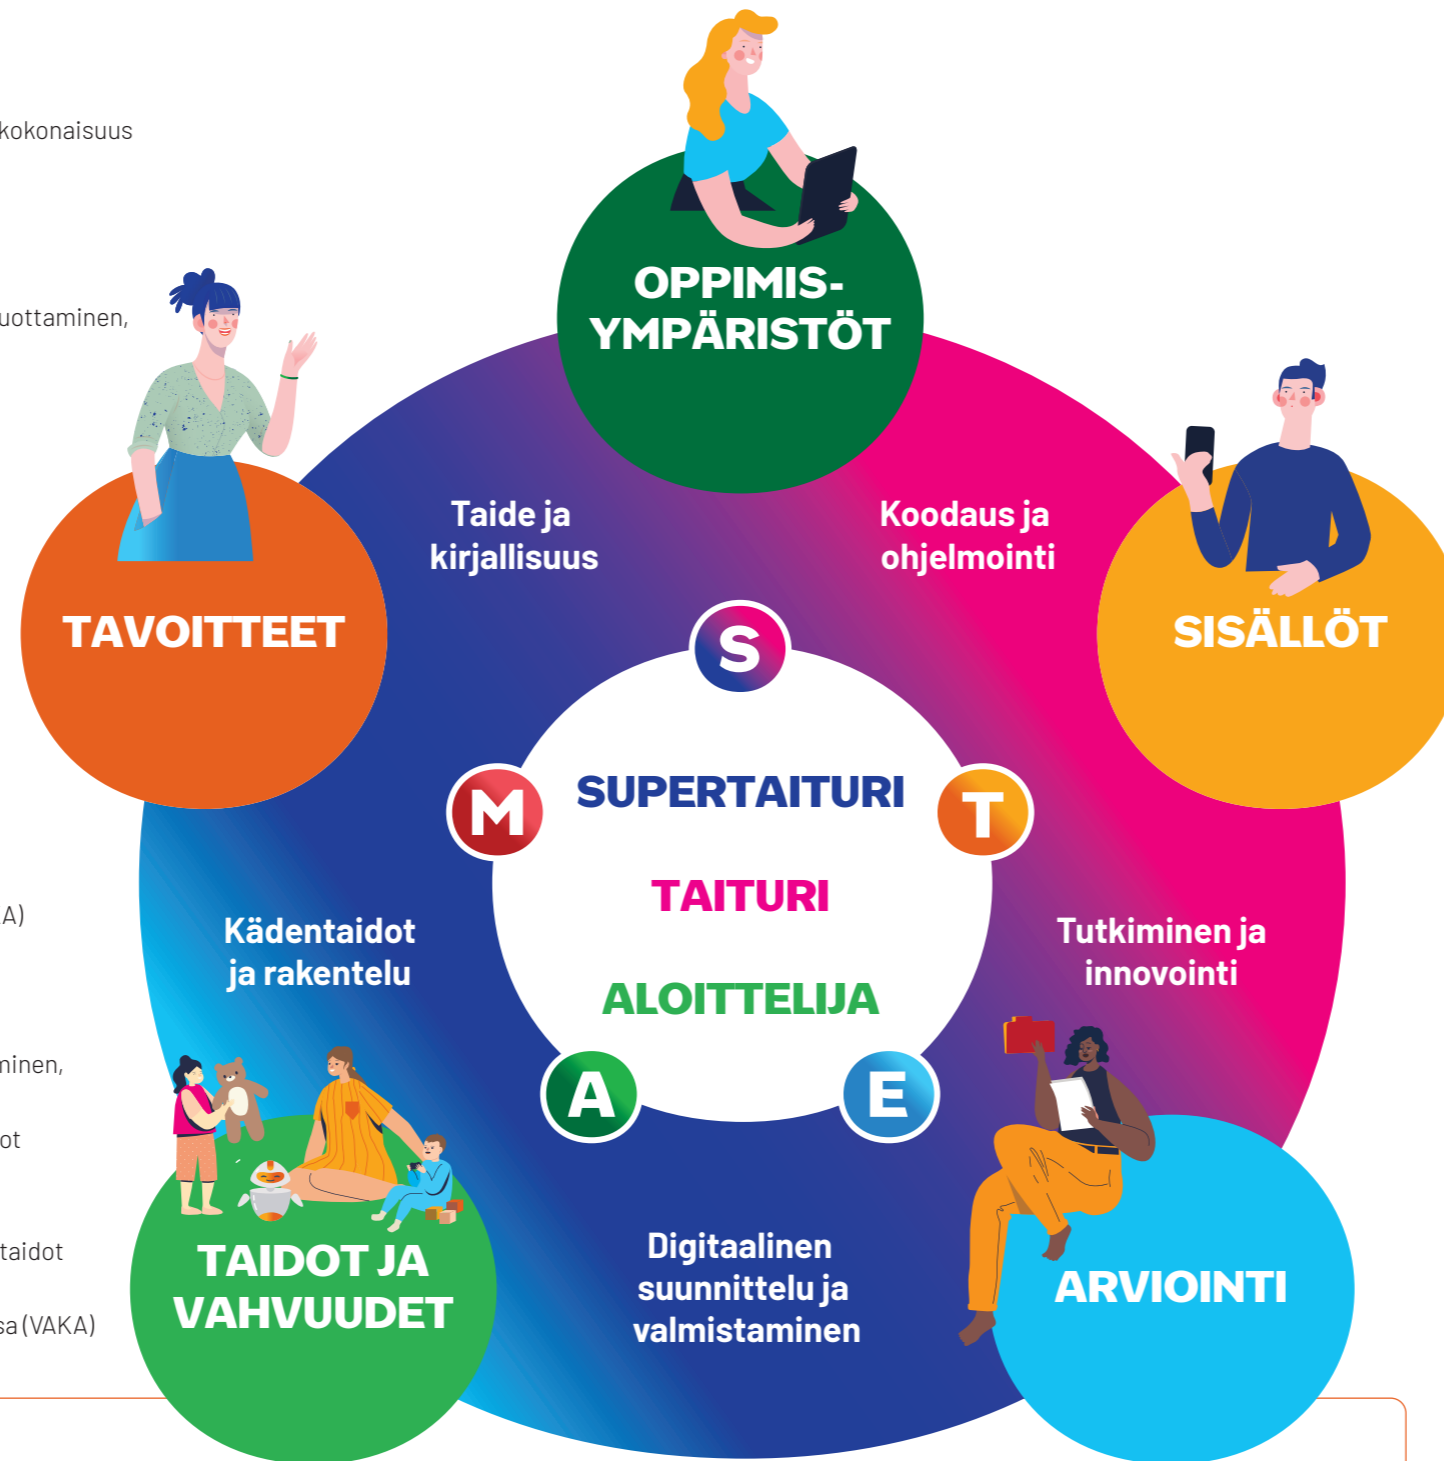 kokonaisuus
OPPIMIS-
YMPÄRISTÖT
uottaminen,
Taide ja
kirjallisuus
Koodaus ja
ohjelmointi
TAVOITTEET
SISÄLLÖT
S
M
T
SUPERTAITURI
TAITURI
ALOITTELIJA
A)
Kädentaidot
ja rakentelu
Tutkiminen ja
innovointi
minen,
A
E
ot
taidot
TAIDOT JA
VAHVUUDET
Digitaalinen
suunnittelu ja
valmistaminen
ARVIOINTI
sa (VAKA)